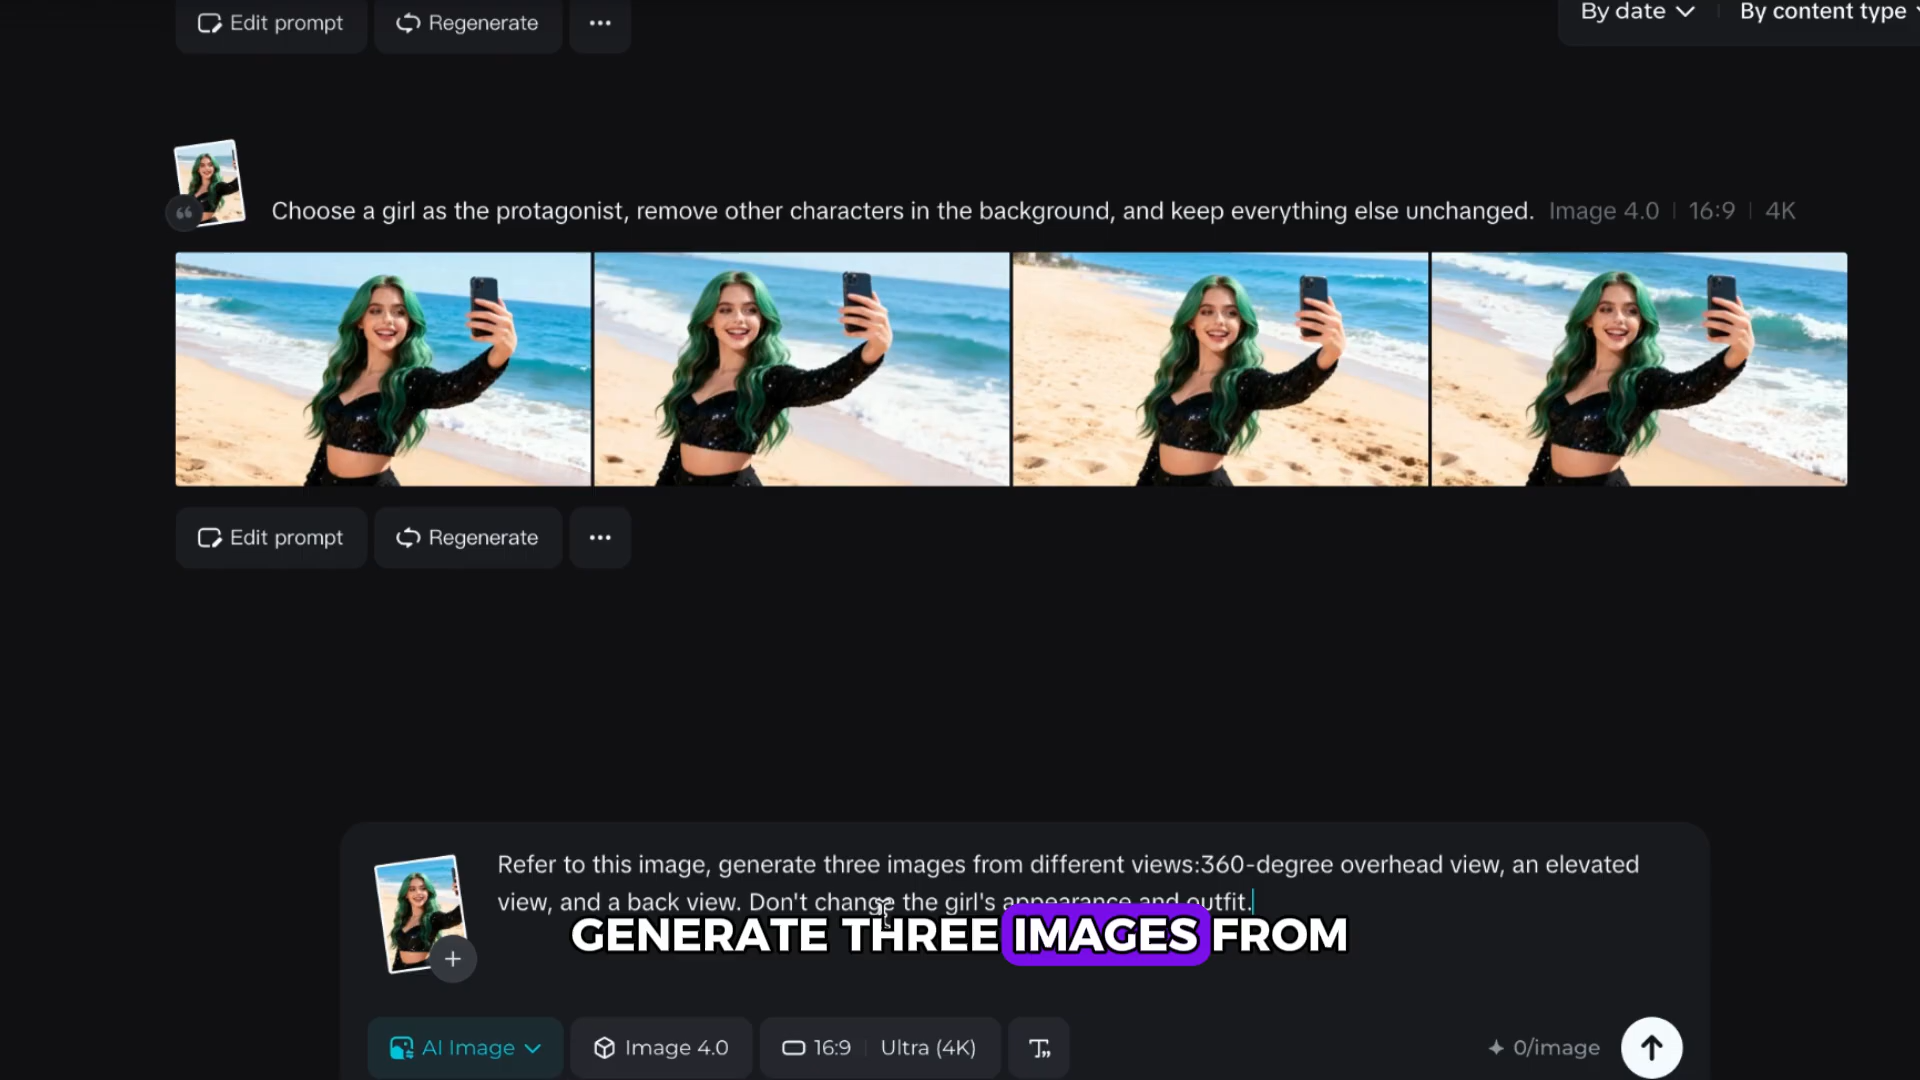 Edit prompt
Regenerate
...
By date
By content type
Choose a girl as the protagonist, remove other characters in the background, and keep everything else unchanged. Image 4.0 | 16:9 | 4K
Edit prompt
Regenerate
...
Refer to this image, generate three images from different views:360-degree overhead view, an elevated
view, and a back view. Don't change the girl's appearance and outfit.
GENERATE THREE IMAGES FROM
AI Image
Image 4.0
16:9
Ultra (4K)
0/image